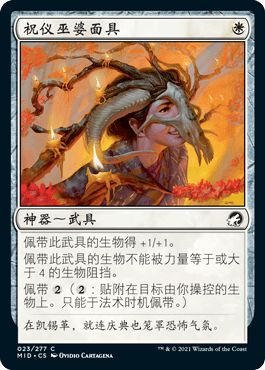 祝仪巫婆面具
神器～武具
佩带此武具的生物得+1/+1。
佩带此武具的生物不能被力量等于或大
于4的生物阻挡。
佩带2（2：贴附在目标由你操控的生
物上。只能于法术时机佩带。）
在凯锡革，就连庆典也笼罩恐怖气氛。
023/277 C
MID • CS OVIDIO CARTAGENA
™ & © 2021 Wizards of the Coast